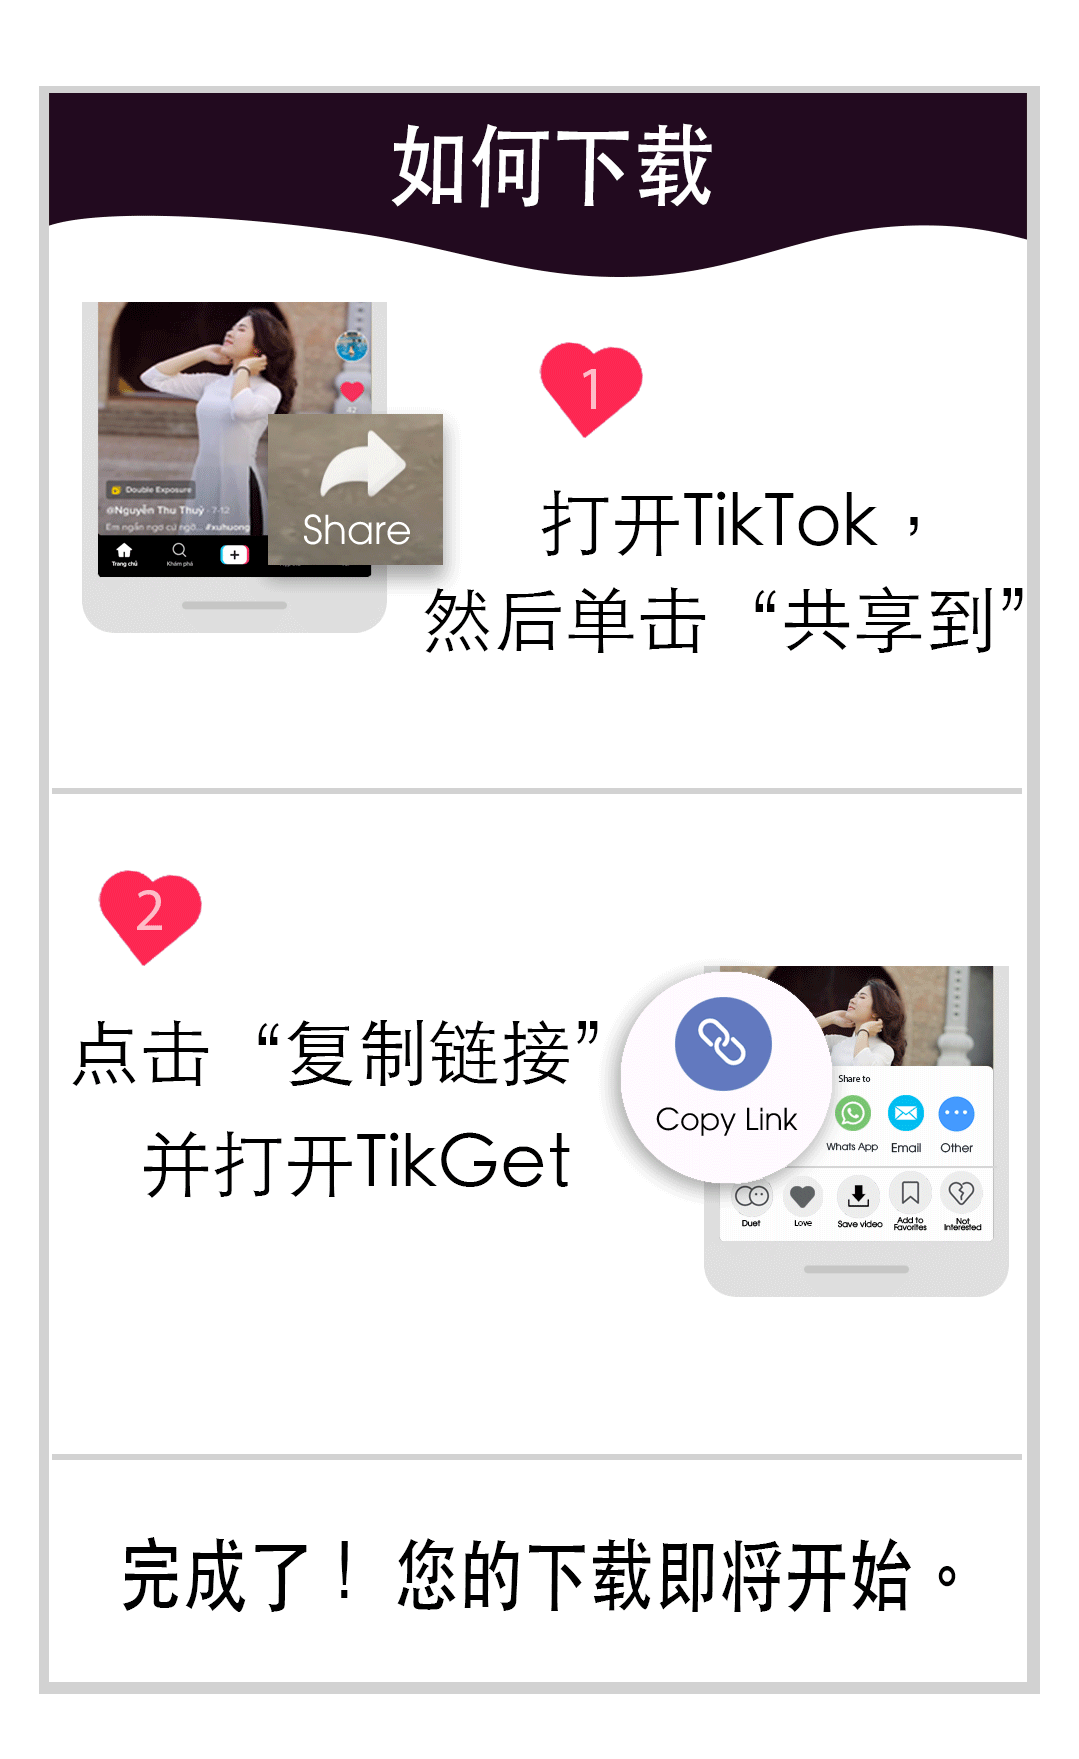 如何下载
42
Double Exposure
@Nguyễn Thu Thuỷ · 7-12
Em ngẩn ngơ cứ ngỡ... #xuhuong
Trang chủ
Khám phá
Share
1
打开TikTok，
然后单击 “共享到”
2
点击 “复制链接”
并打开TikGet
Copy Link
Share to
Whats App
Email
Other
Duet
Love
Save video
Add to
Favorites
Not
Interested
完成了！ 您的下载即将开始。